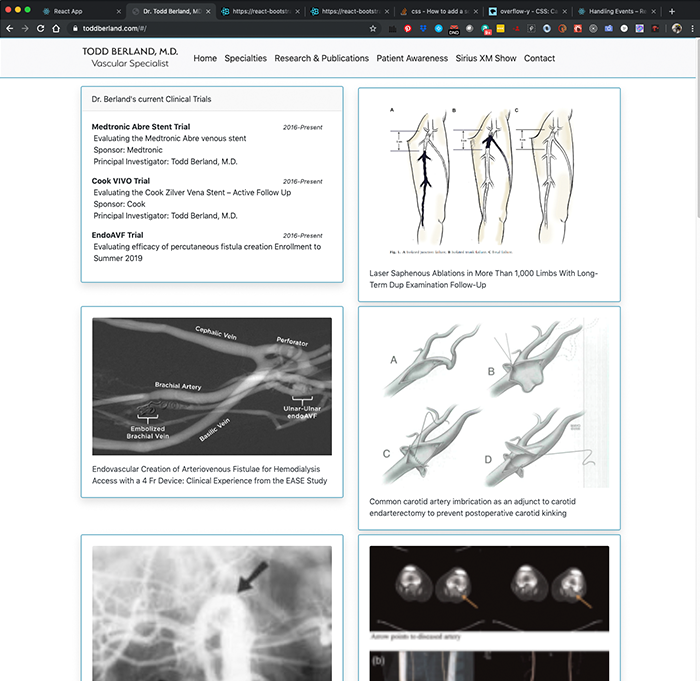 React App
Dr. Todd Berland, MD
https://react-bootstr
https://react-bootstr
css - How to add a s
overflow-y - CSS: Ca
Handling Events – Re
toddberland.com/#/
TODD BERLAND, M.D.
Vascular Specialist
Home Specialties Research & Publications Patient Awareness Sirius XM Show Contact
Dr. Berland's current Clinical Trials
Medtronic Abre Stent Trial 2016-Present
Evaluating the Medtronic Abre venous stent
Sponsor: Medtronic
Principal Investigator: Todd Berland, M.D.
Cook VIVO Trial 2016-Present
Evaluating the Cook Zilver Vena Stent – Active Follow Up
Sponsor: Cook
Principal Investigator: Todd Berland, M.D.
EndoAVF Trial 2016-Present
Evaluating efficacy of percutaneous fistula creation Enrollment to
Summer 2019
A B C
Laser Saphenous Ablations in More Than 1,000 Limbs With Long-
Term Dup Examination Follow-Up
Cephalic Vein
Perforator
Brachial Artery
Ulnar-Ulnar
endoAVF
Embolized
Brachial Vein
Basilic Vein
Endovascular Creation of Arteriovenous Fistulae for Hemodialysis
Access with a 4 Fr Device: Clinical Experience from the EASE Study
A
B
C
D
Common carotid artery imbrication as an adjunct to carotid
endarterectomy to prevent postoperative carotid kinking
Arrow points to diseased artery
(b)